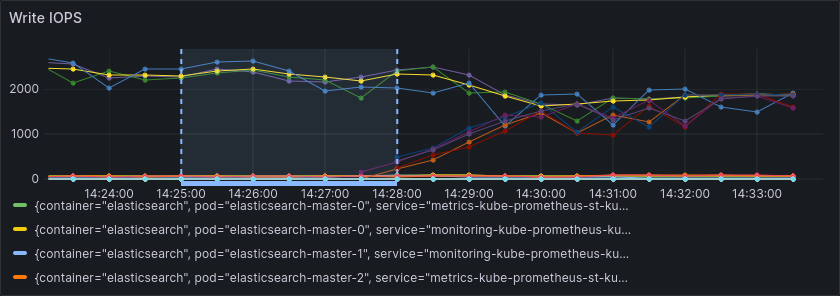 Write IOPS
2000
1000
0
14:24:00 14:25:00 14:26:00 14:27:00 14:28:00 14:29:00 14:30:00 14:31:00 14:32:00 14:33:00
{container="elasticsearch", pod="elasticsearch-master-0", service="metrics-kube-prometheus-st-ku...
{container="elasticsearch", pod="elasticsearch-master-0", service="monitoring-kube-prometheus-ku...
{container="elasticsearch", pod="elasticsearch-master-1", service="monitoring-kube-prometheus-ku...
{container="elasticsearch", pod="elasticsearch-master-2", service="metrics-kube-prometheus-st-ku...